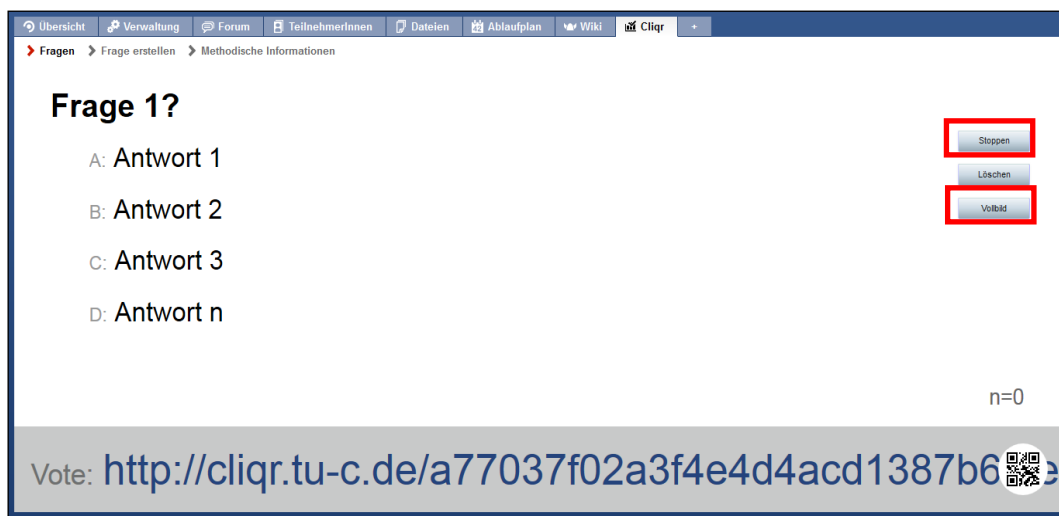 Übersicht Verwaltung Forum TeilnehmerInnen Dateien Ablaufplan Wiki Cliqr +
Fragen Frage erstellen Methodische Informationen
Frage 1?
A: Antwort 1
B: Antwort 2
C: Antwort 3
D: Antwort n
Stoppen
Löschen
Vollbild
n=0
Vote: http://cliqr.tu-c.de/a77037f02a3f4e4d4acd1387b6